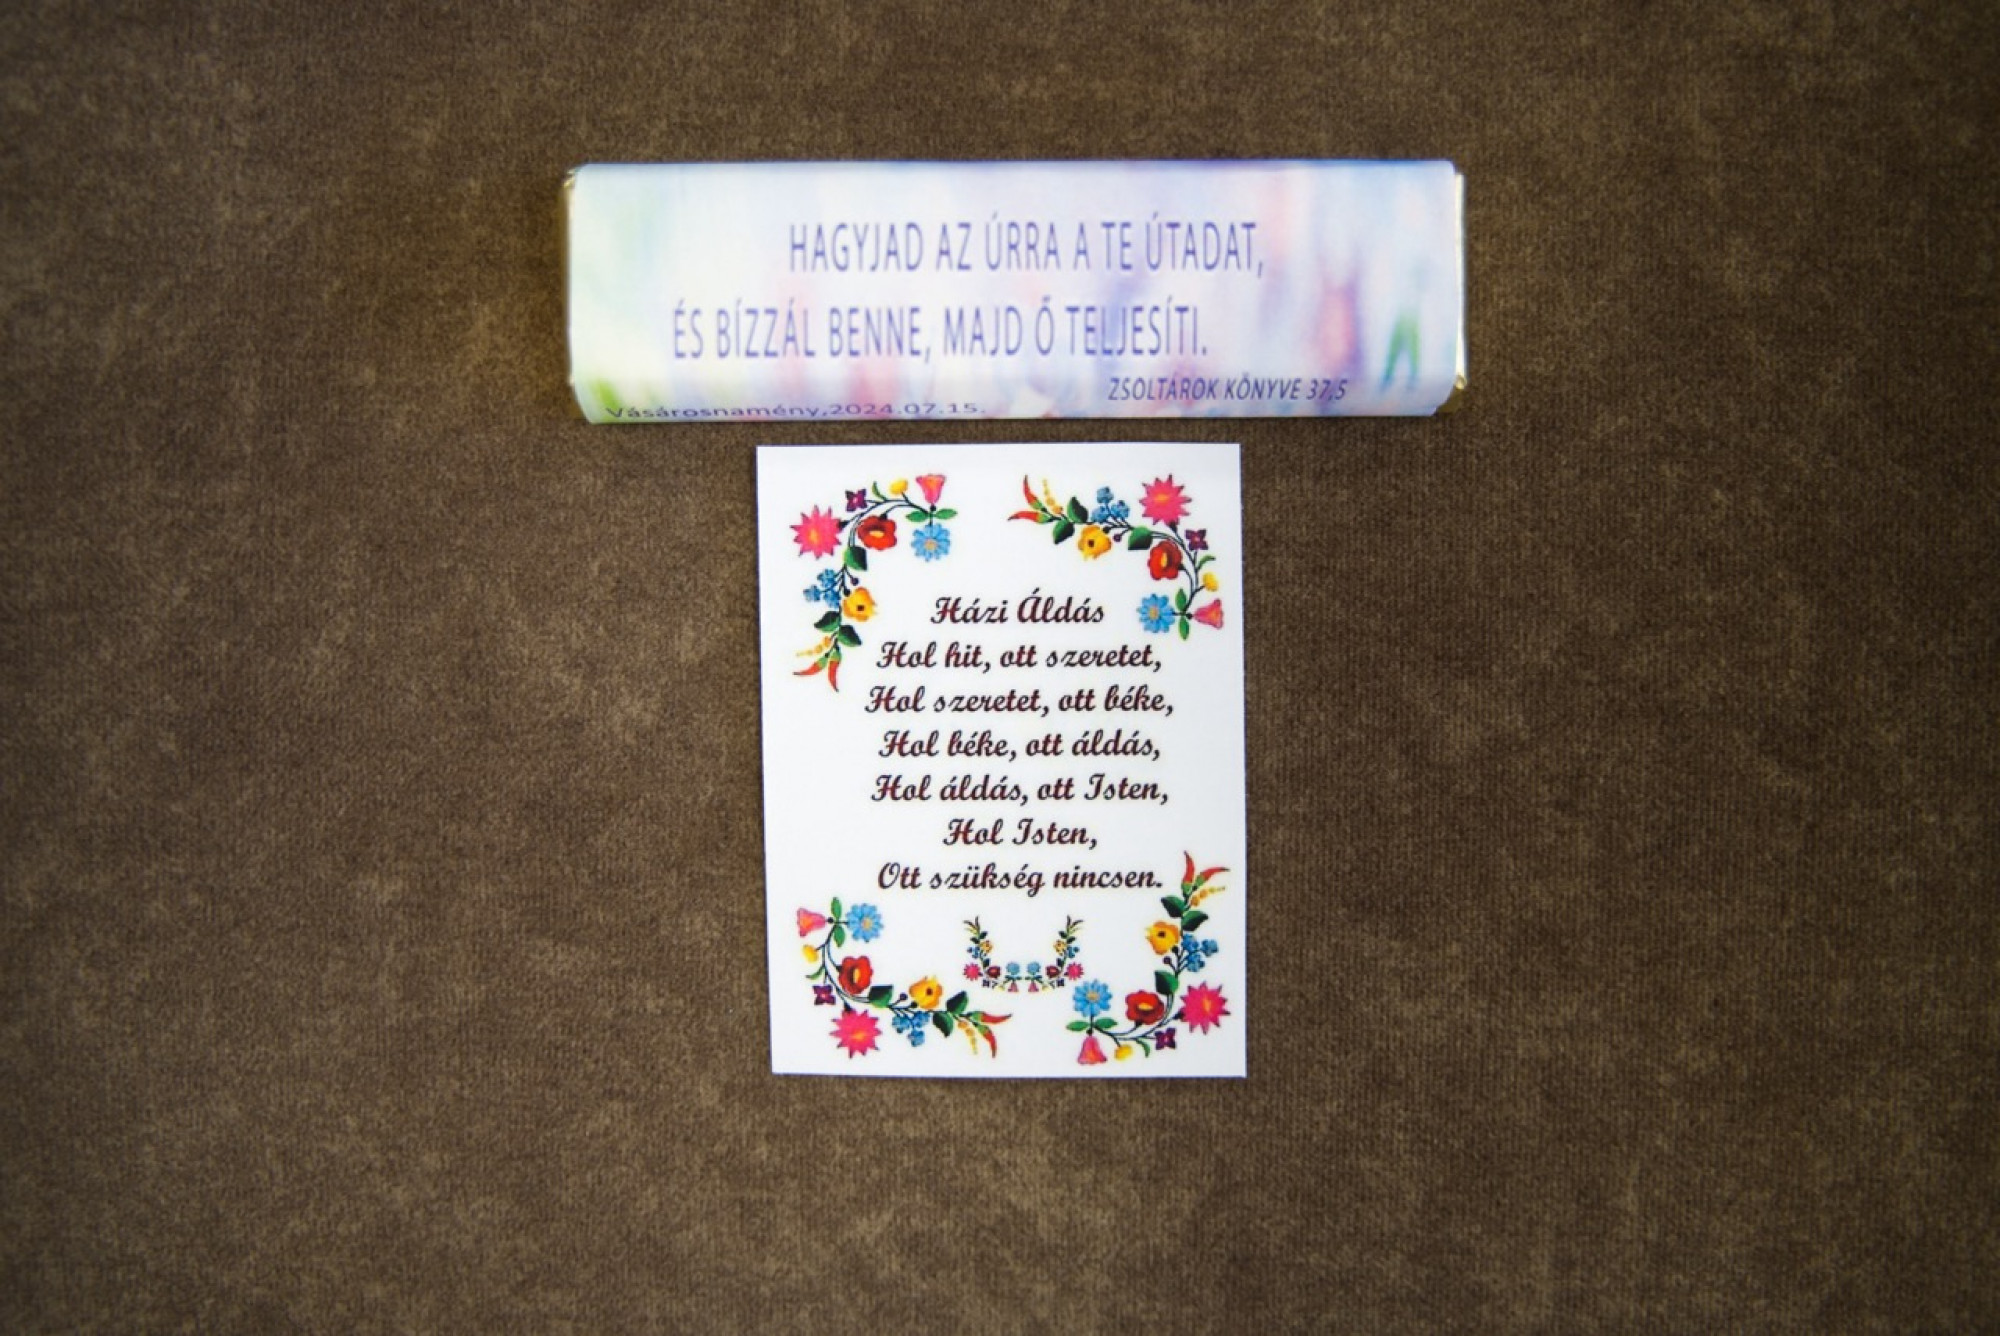 HAGYJAD AZ ÚRRA A TE ÚTADAT,
ÉS BÍZZÁL BENNE, MAJD Ő TELJESÍTI.
ZSOLTÁROK KÖNYVE 37,5
Vásárosnamény,2024.07.15.
Házi Áldás
Hol hit, ott szeretet,
Hol szeretet, ott béke,
Hol béke, ott áldás,
Hol áldás, ott Isten,
Hol Isten,
Ott szükség nincsen.